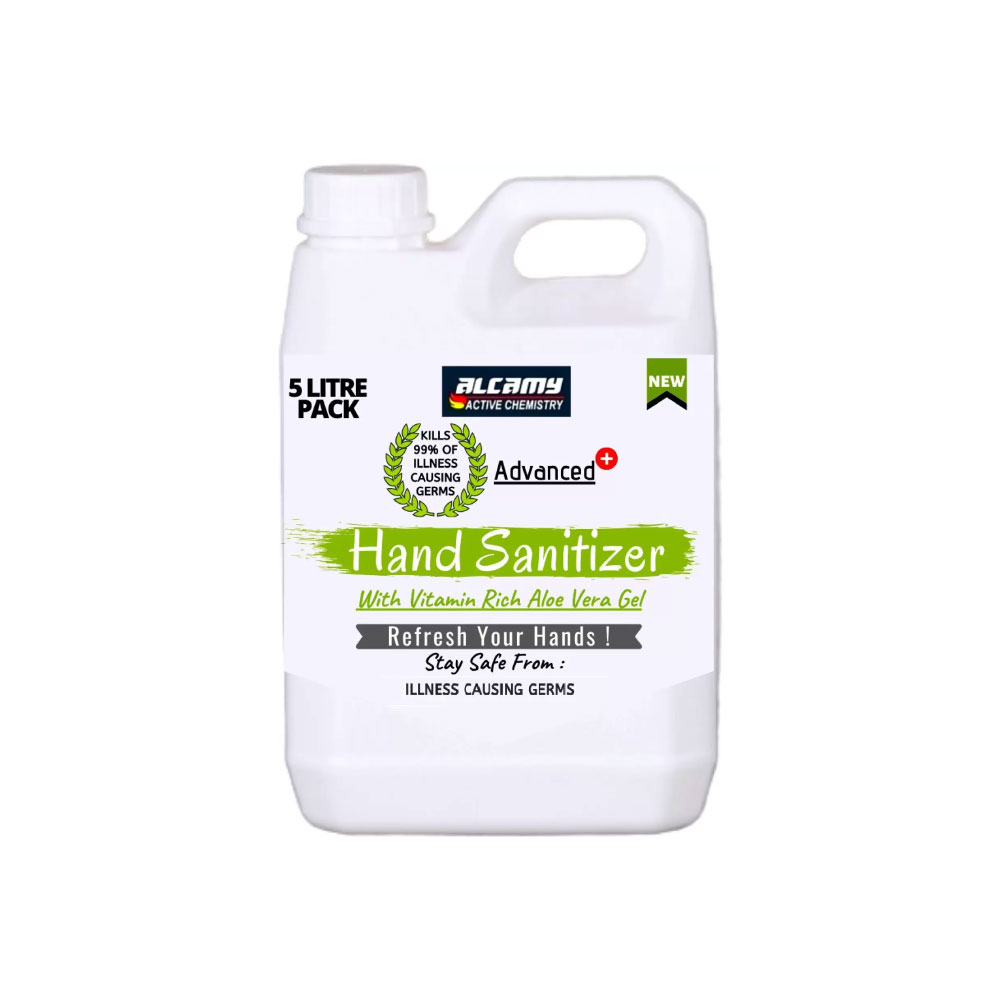 5 LITRE
PACK
ALCAMY
ACTIVE CHEMISTRY
NEW
KILLS
99% OF
ILLNESS
CAUSING
GERMS
Advanced+
Hand Sanitizer
With Vitamin Rich Aloe Vera Gel
Refresh Your Hands !
Stay Safe From :
ILLNESS CAUSING GERMS